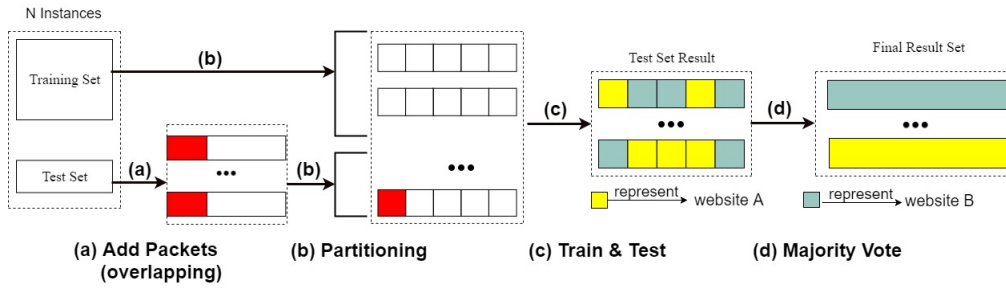 N Instances
Training Set
(b)
Test Set
(a)
(b)
(c)
Test Set Result
(d)
Final Result Set
represent
website A
represent
website B
(a) Add Packets
(overlapping)
(b) Partitioning
(c) Train & Test
(d) Majority Vote